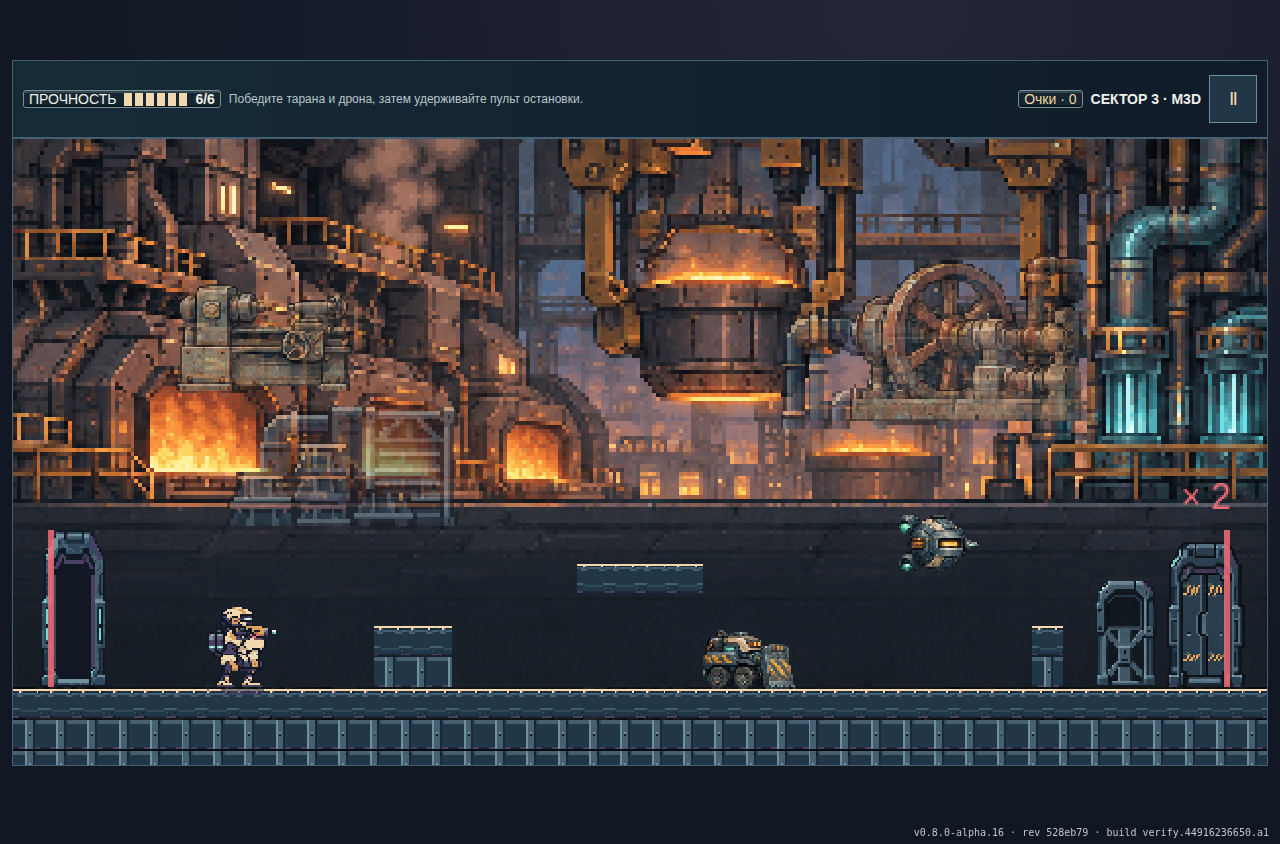 ПРОЧНОСТЬ 6/6 Победите тарана и дрона, затем удерживайте пульт остановки.
Очки · 0 СЕКТОР 3 · M3D II
× 2
v0.8.0-alpha.16 · rev 528eb79 · build verify.44916236650.a1